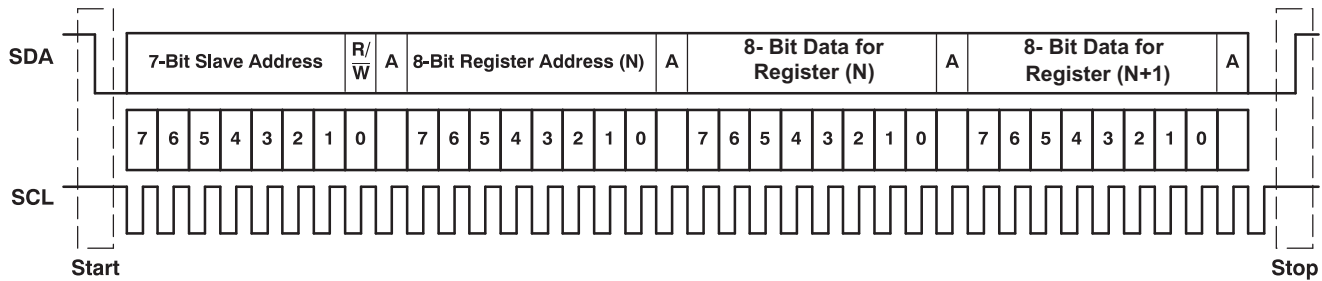 SDA
7-Bit Slave Address
R/
W
A
8-Bit Register Address (N)
A
8- Bit Data for
Register (N)
A
8- Bit Data for
Register (N+1)
A
7 6 5 4 3 2 1 0 7 6 5 4 3 2 1 0 7 6 5 4 3 2 1 0 7 6 5 4 3 2 1 0
SCL
Start
Stop